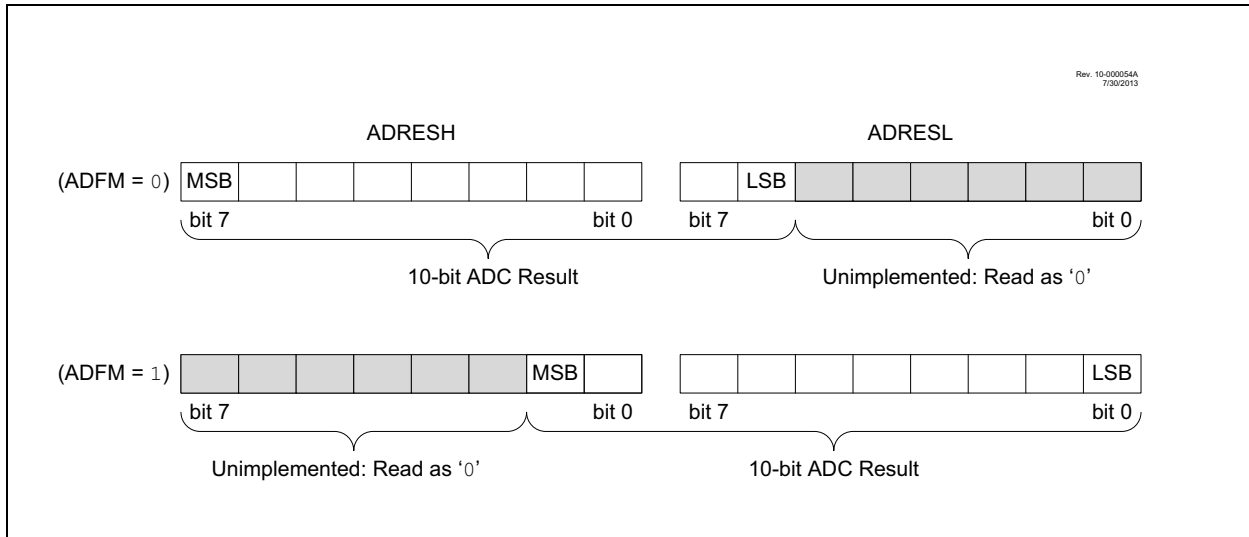 Rev. 10-000054A
7/30/2013
ADRESH ADRESL
(ADFM = 0) MSB LSB
bit 7 bit 0 bit 7 bit 0
10-bit ADC Result Unimplemented: Read as ‘0’
(ADFM = 1) MSB LSB
bit 7 bit 0 bit 7 bit 0
Unimplemented: Read as ‘0’ 10-bit ADC Result